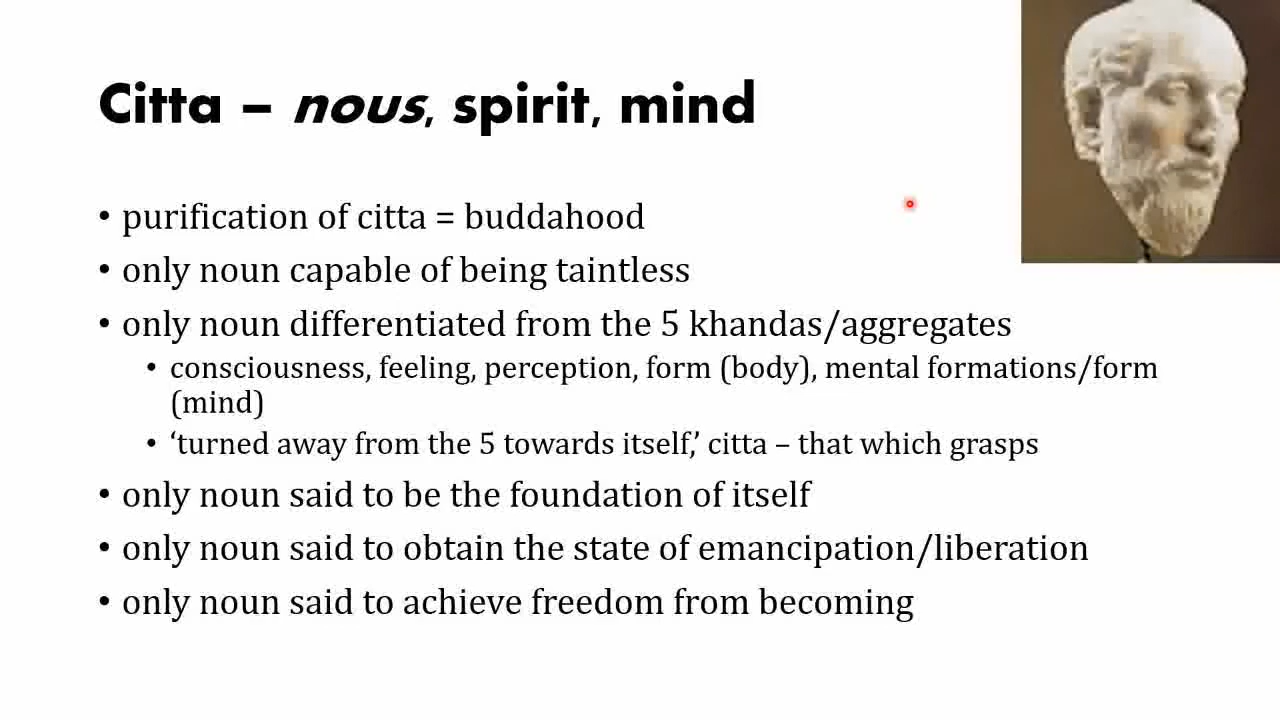 Citta – nous, spirit, mind
• purification of citta = buddahood
• only noun capable of being taintless
• only noun differentiated from the 5 khandas/aggregates
• consciousness, feeling, perception, form (body), mental formations/form
(mind)
• ‘turned away from the 5 towards itself,’ citta – that which grasps
• only noun said to be the foundation of itself
• only noun said to obtain the state of emancipation/liberation
• only noun said to achieve freedom from becoming